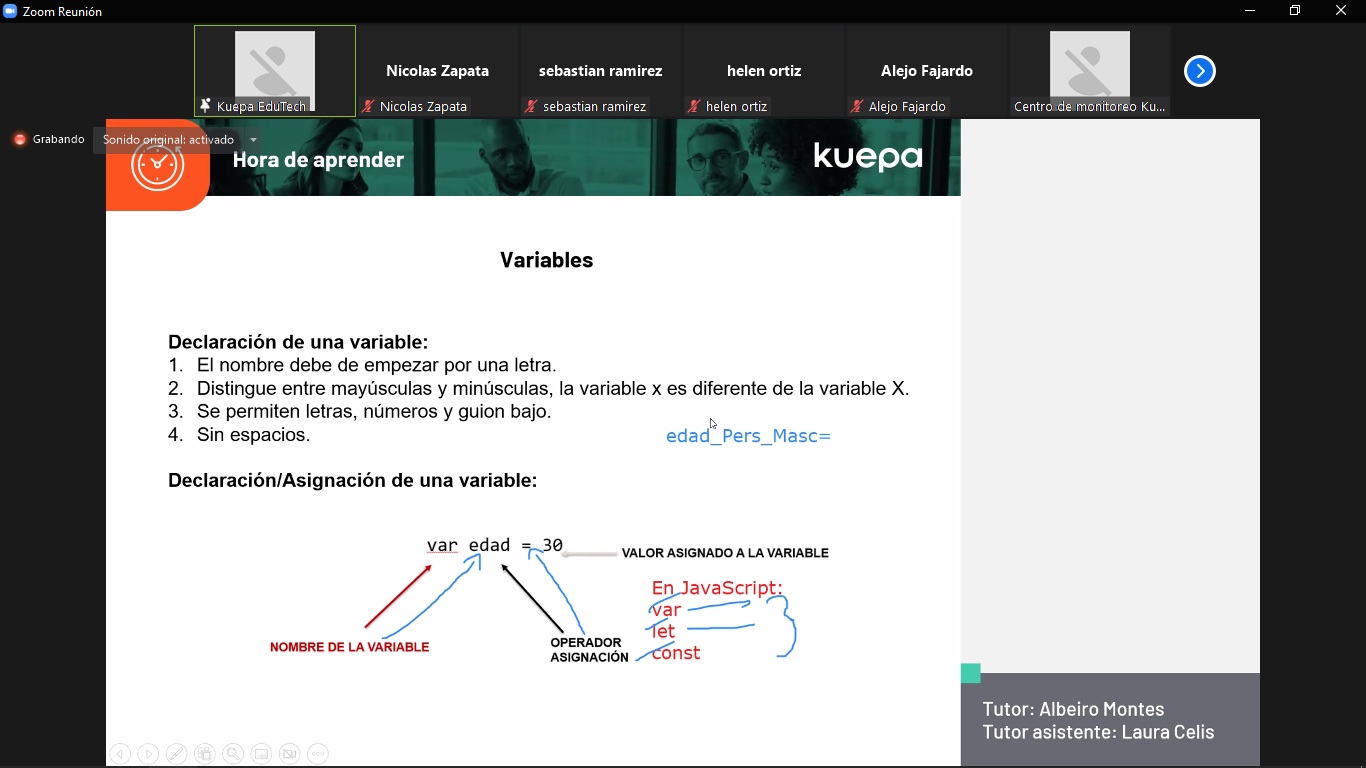 Zoom Reunión
Nicolas Zapata
sebastian ramirez
helen ortiz
Alejo Fajardo
Kuepa EduTech
Nicolas Zapata
sebastian ramirez
helen ortiz
Alejo Fajardo
Centro de monitoreo Ku...
Grabando
Sonido original: activado
Hora de aprender
kuepa
Variables
Declaración de una variable:
1. El nombre debe de empezar por una letra.
2. Distingue entre mayúsculas y minúsculas, la variable x es diferente de la variable X.
3. Se permiten letras, números y guion bajo.
4. Sin espacios.
edad_Pers_Masc=
Declaración/Asignación de una variable:
var edad = 30
VALOR ASIGNADO A LA VARIABLE
En JavaScript:
var
let
const
NOMBRE DE LA VARIABLE
OPERADOR
ASIGNACIÓN
Tutor: Albeiro Montes
Tutor asistente: Laura Celis